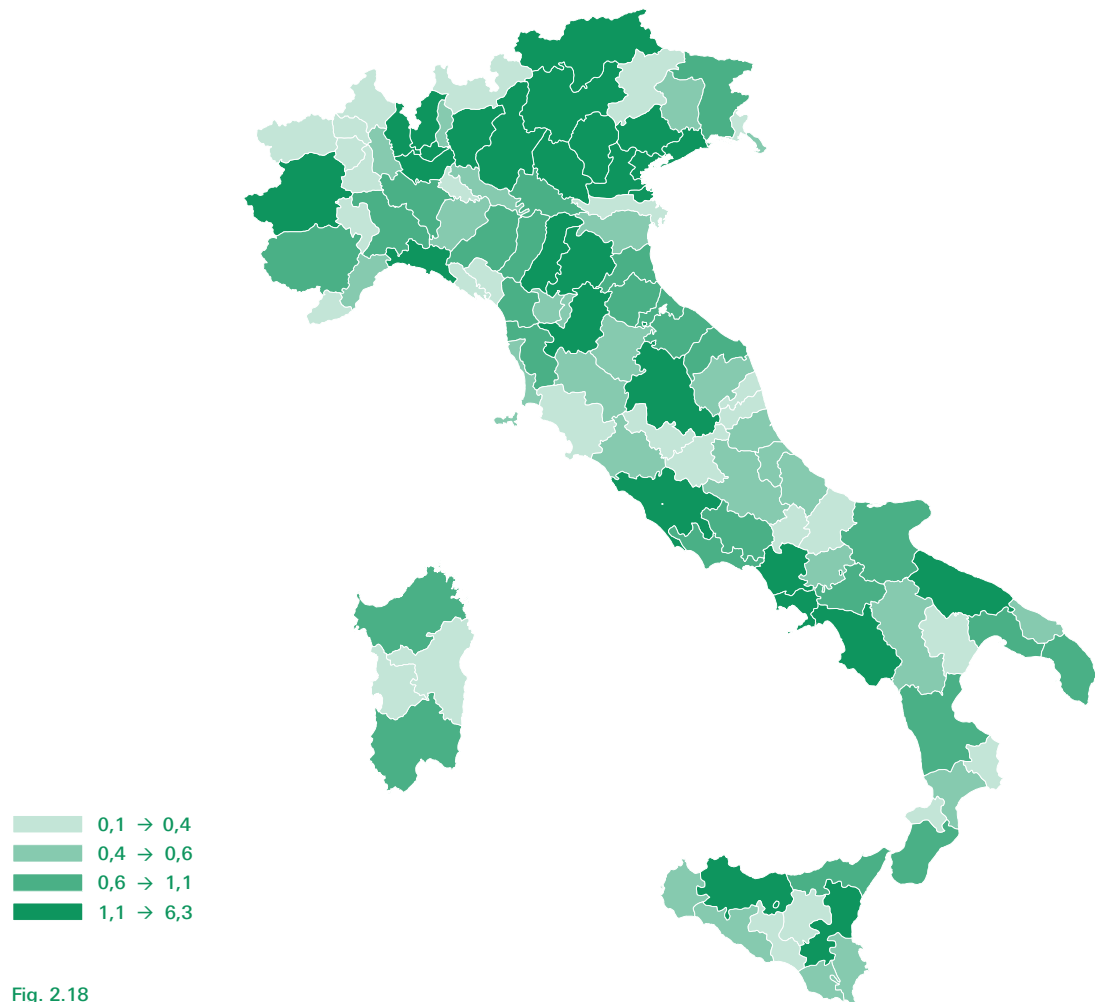 0,1 → 0,4
0,4 → 0,6
0,6 → 1,1
1,1 → 6,3
Fig. 2.18